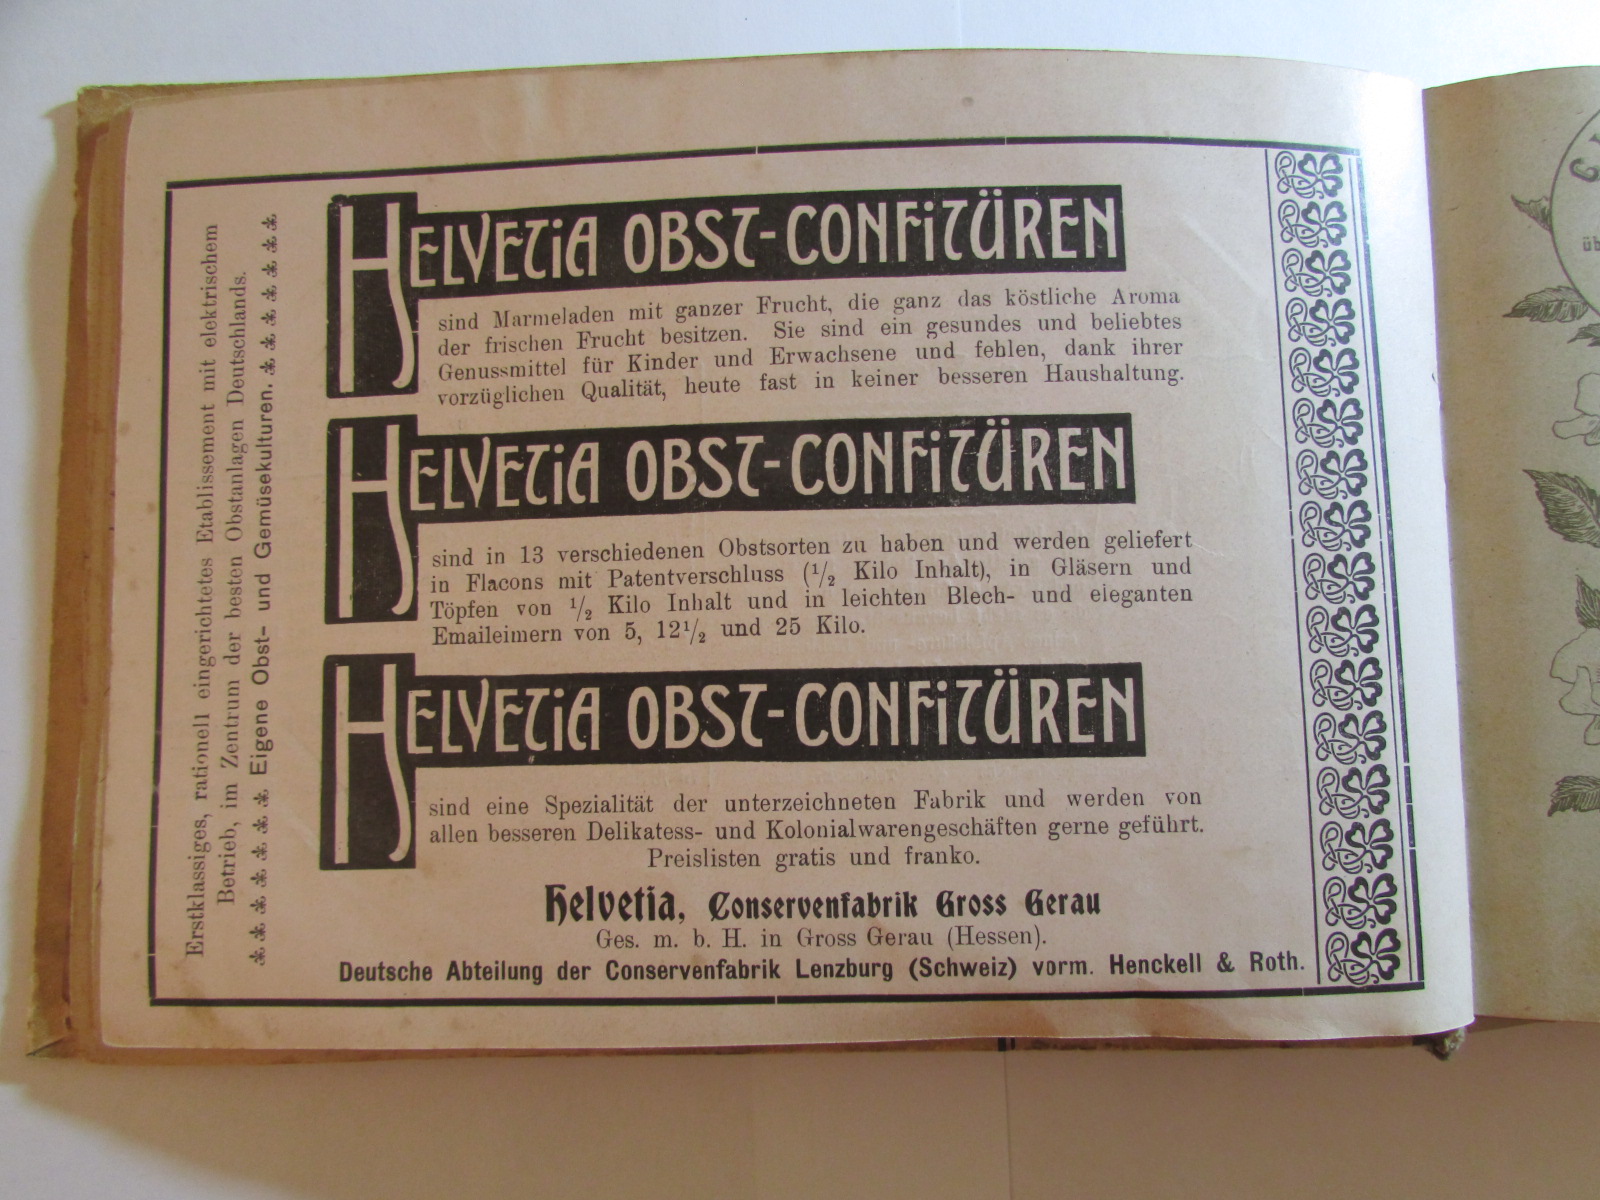 Erstklassiges, rationell eingerichtetes Etablissement mit elektrischem
Betrieb, im Zentrum der besten Obstanlagen Deutschlands.
Eigene Obst- und Gemüsekulturen.
HELVETIA OBST-CONFITÜREN
sind Marmeladen mit ganzer Frucht, die ganz das köstliche Aroma
der frischen Frucht besitzen. Sie sind ein gesundes und beliebtes
Genussmittel für Kinder und Erwachsene und fehlen, dank ihrer
vorzüglichen Qualität, heute fast in keiner besseren Haushaltung.
HELVETIA OBST-CONFITÜREN
sind in 13 verschiedenen Obstsorten zu haben und werden geliefert
in Flacons mit Patentverschluss (1/2 Kilo Inhalt), in Gläsern und
Töpfen von 1/2 Kilo Inhalt und in leichten Blech- und eleganten
Emaileimern von 5, 12 1/2 und 25 Kilo.
HELVETIA OBST-CONFITÜREN
sind eine Spezialität der unterzeichneten Fabrik und werden von
allen besseren Delikatess- und Kolonialwarengeschäften gerne geführt.
Preislisten gratis und franko.
Helvetia, Conservenfabrik Gross Gerau
Ges. m. b. H. in Gross Gerau (Hessen).
Deutsche Abteilung der Conservenfabrik Lenzburg (Schweiz) vorm. Henckell & Roth.